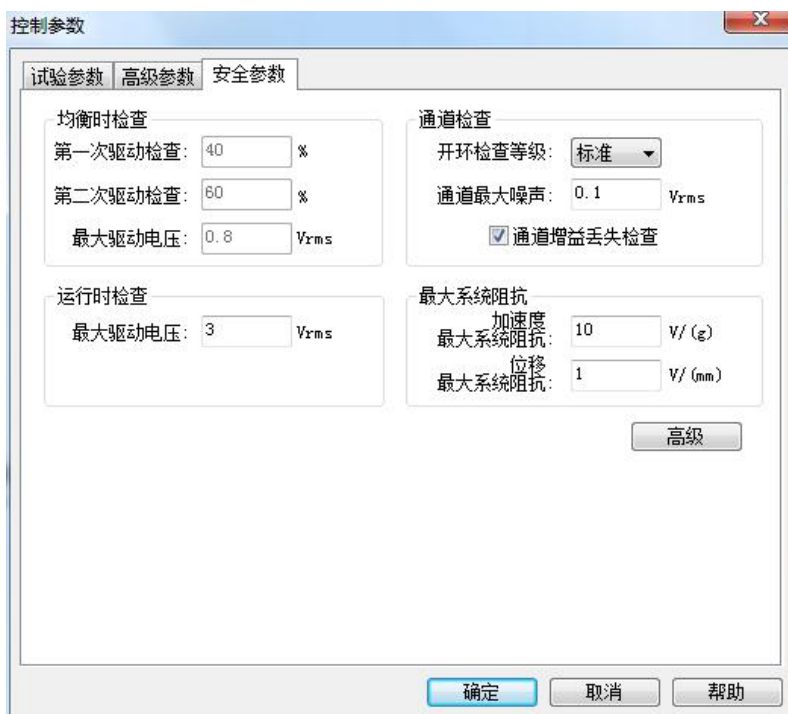 控制参数
试验参数 高级参数 安全参数
均衡时检查
第一次驱动检查: 40 %
第二次驱动检查: 60 %
最大驱动电压: 0.8 Vrms
通道检查
开环检查等级: 标准
通道最大噪声: 0.1 Vrms
通道增益丢失检查
运行时检查
最大驱动电压: 3 Vrms
最大系统阻抗
加速度
最大系统阻抗: 10 V/(g)
位移
最大系统阻抗: 1 V/(mm)
高级
确定 取消 帮助